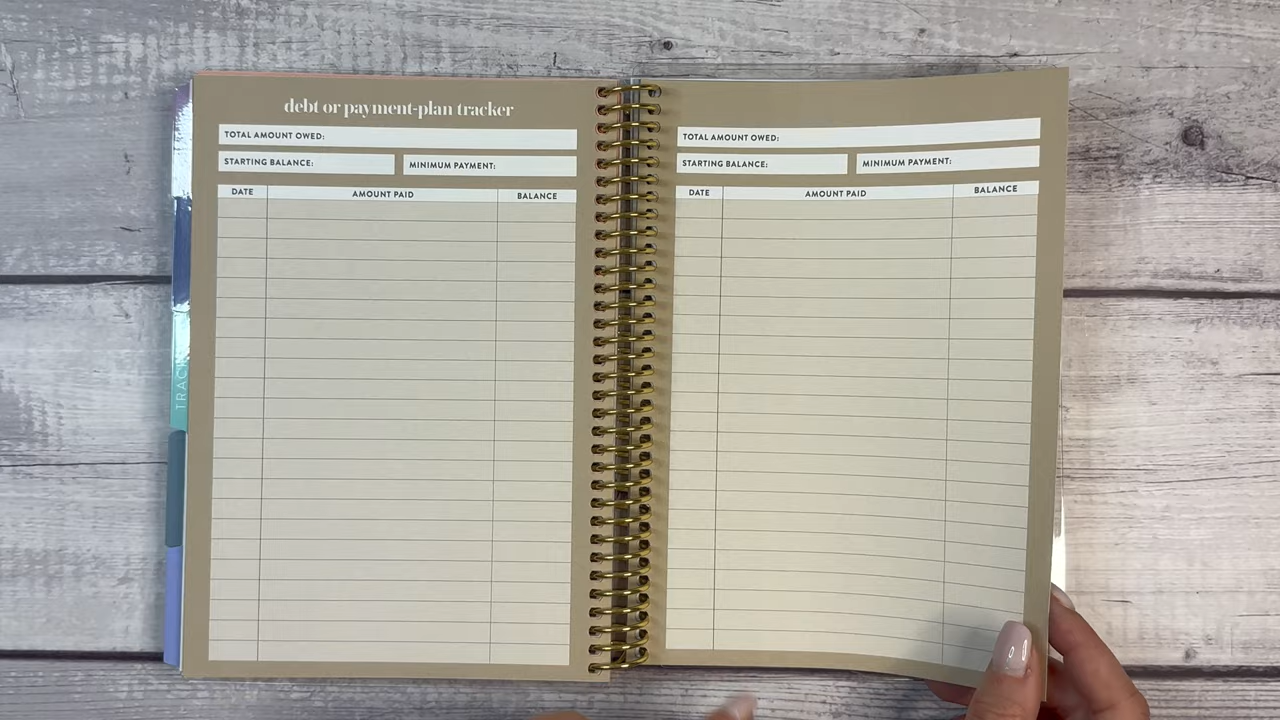 debt or payment-plan tracker
TOTAL AMOUNT OWED:
STARTING BALANCE: MINIMUM PAYMENT:
DATE AMOUNT PAID BALANCE
TOTAL AMOUNT OWED:
STARTING BALANCE: MINIMUM PAYMENT:
DATE AMOUNT PAID BALANCE